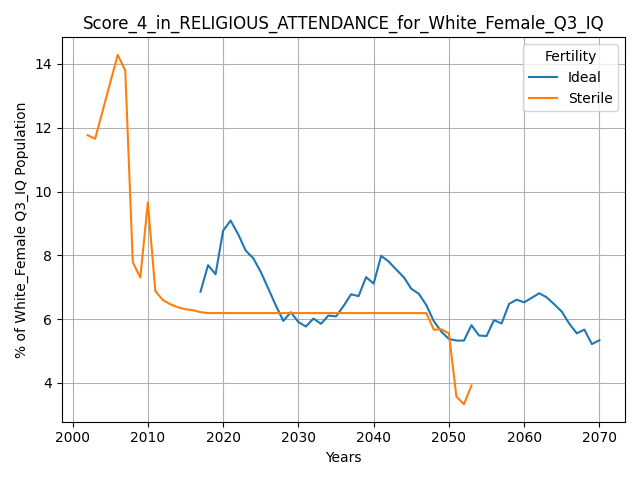 Score_4_in_RELIGIOUS_ATTENDANCE_for_White_Female_Q3_IQ
Fertility
Ideal
Sterile
% of White_Female Q3_IQ Population
14
12
10
8
6
4
2000 2010 2020 2030 2040 2050 2060 2070
Years